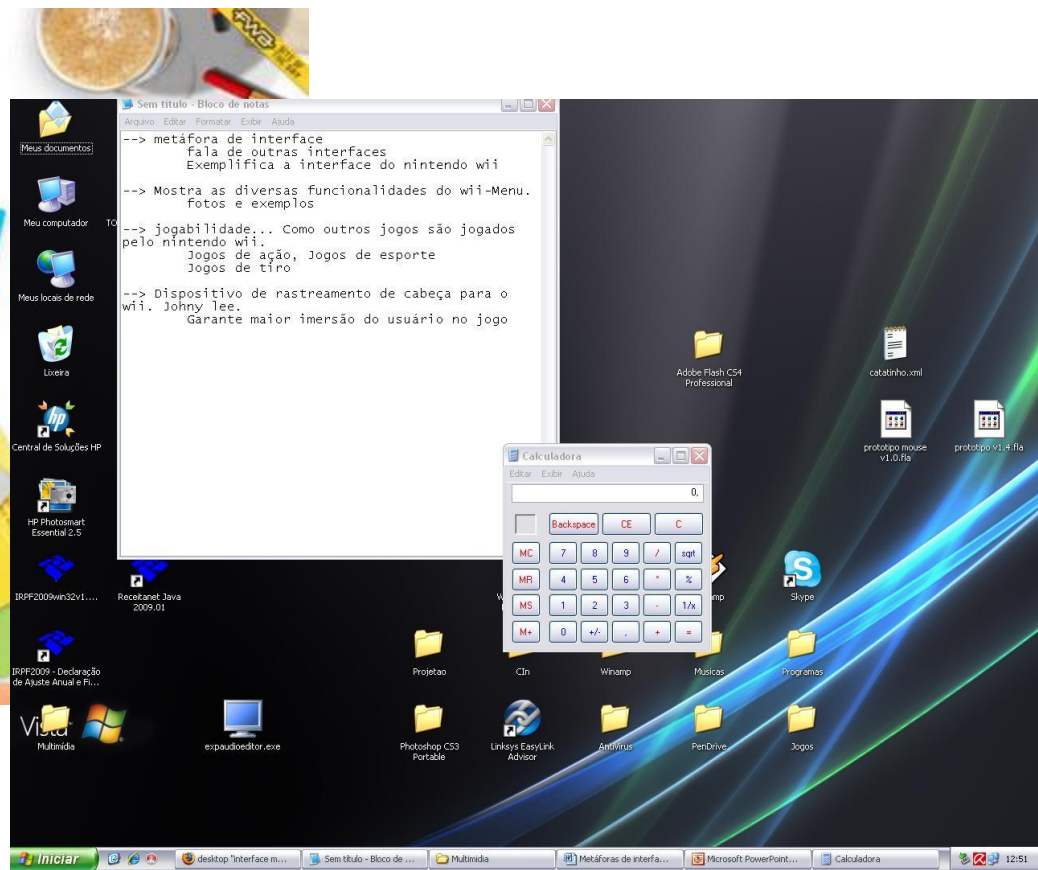 FWA
Sem título - Bloco de notas
Arquivo Editar Formatar Exibir Ajuda
--> metáfora de interface
fala de outras interfaces
Exemplifica a interface do nintendo wii
--> Mostra as diversas funcionalidades do wii-Menu.
fotos e exemplos
--> jogabilidade... Como outros jogos são jogados
pelo nintendo wii.
Jogos de ação, Jogos de esporte
Jogos de tiro
--> Dispositivo de rastreamento de cabeça para o
wii. Johny lee.
Garante maior imersão do usuário no jogo
Meus documentos
Meu computador
TO
Meus locais de rede
Lixeira
Central de Soluções HP
HP Photosmart
Essential 2.5
IRPF2009win32v1....
Receitanet Java
2009.01
IRPF2009 - Declaração
de Ajuste Anual e Fi...
Vista
Multimídia
expaudioeditor.exe
Adobe Flash CS4
Professional
catatinho.xml
prototipo mouse
v1.0.fla
prototipo v1.4.fla
Calculadora
Editar Exibir Ajuda
0,
Backspace CE C
MC 7 8 9 / sqrt
MR 4 5 6 * %
MS 1 2 3 - 1/x
M+ 0 +/- , + =
mp
Skype
Projetao
CIn
Winamp
Musicas
Programas
Photoshop CS3
Portable
Linksys EasyLink
Advisor
AntiVirus
PenDrive
Jogos
Iniciar
desktop "interface m...
Sem título - Bloco de ...
Multimidia
Metáforas de interfa...
Microsoft PowerPoint...
Calculadora
12:51